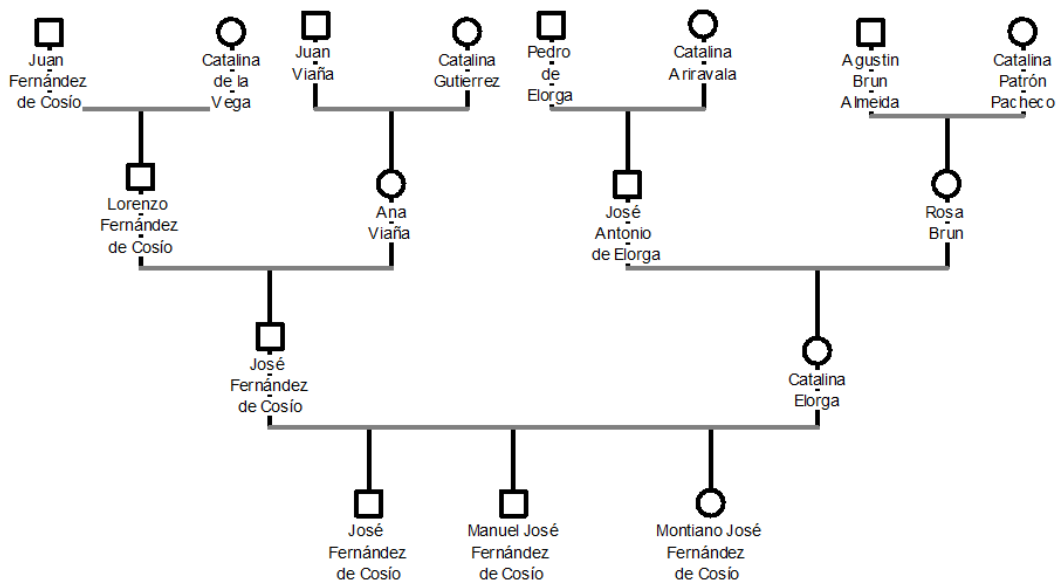 Juan
Fernández
de Cosío
Catalina
de la
Vega
Juan
Viaña
Catalina
Gutierrez
Pedro
de
Elorga
Catalina
Ariravala
Agustin
Brun
Almeida
Catalina
Patrón
Pacheco
Lorenzo
Fernández
de Cosío
Ana
Viaña
José
Antonio
de Elorga
Rosa
Brun
José
Fernández
de Cosío
Catalina
Elorga
José
Fernández
de Cosío
Manuel José
Fernández
de Cosío
Montiano José
Fernández
de Cosío